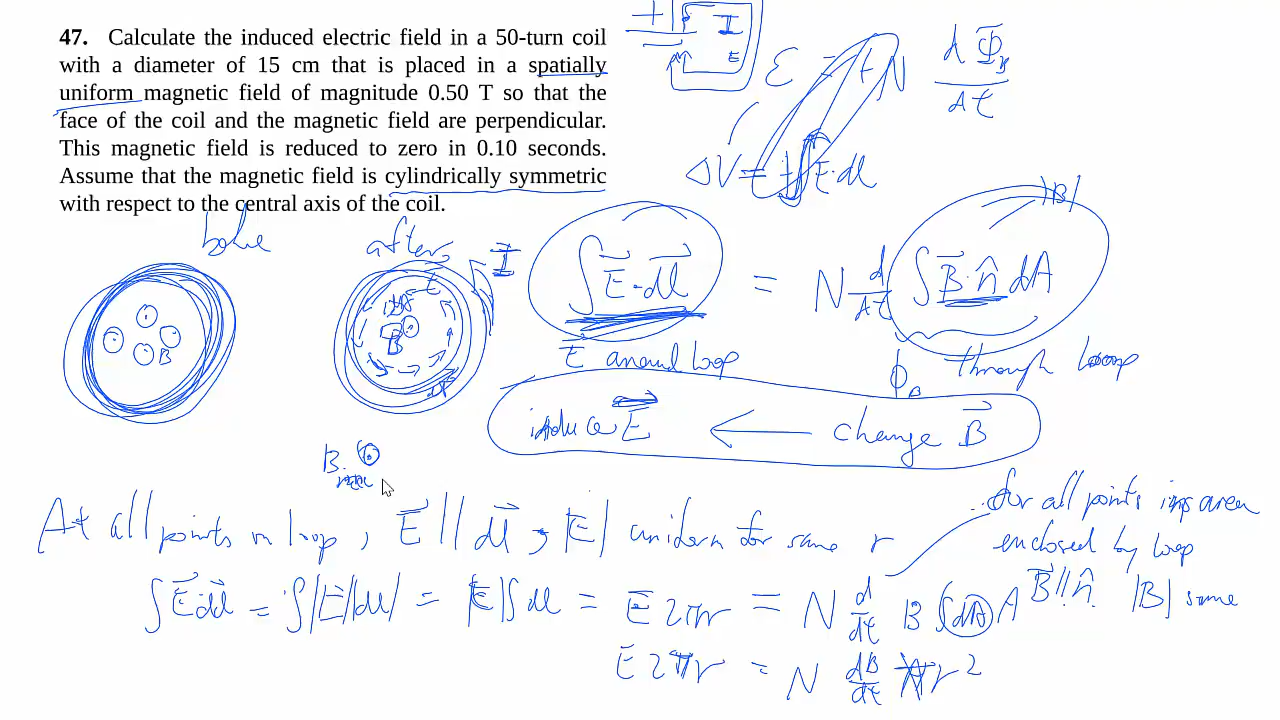 47. Calculate the induced electric field in a 50-turn coil
with a diameter of 15 cm that is placed in a spatially
uniform magnetic field of magnitude 0.50 T so that the
face of the coil and the magnetic field are perpendicular.
This magnetic field is reduced to zero in 0.10 seconds.
Assume that the magnetic field is cylindrically symmetric
with respect to the central axis of the coil.
I
E
ℰ = + N dΦ_B/dt
ΔV = + ∫ E·dl
|B|
after
I
B
∫ E⃗·dl⃗ = N d/dt ∫ B⃗·n̂ dA
E⃗ around loop
ϕ_B through loop
induce E⃗ ← change B⃗
At all points on loop, E⃗ // dl⃗, |E| uniform for same r
for all points in area
enclosed by loop
B⃗ // n̂ |B| same
∫ E⃗ dl⃗ = ∫|E⃗||dl| = |E|∫ dl = E 2πr = N d/dt B ∫dA A
E 2πr = N dB/dt πr²